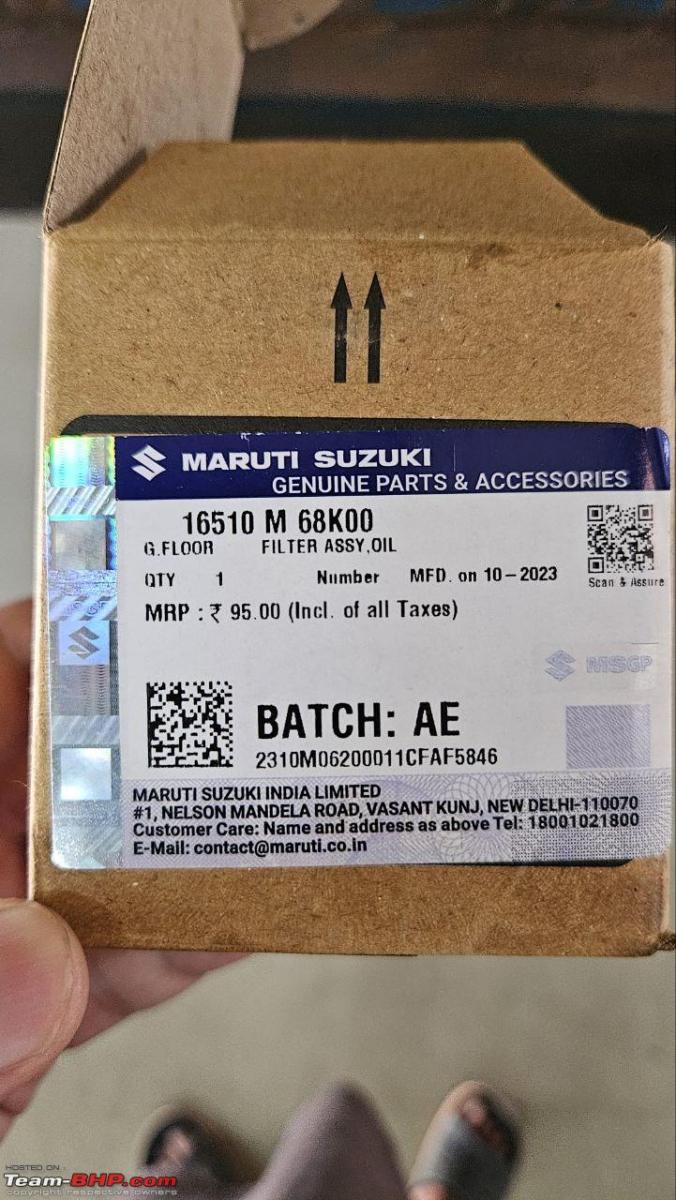 MARUTI SUZUKI
GENUINE PARTS & ACCESSORIES
16510 M 68K00
G.FLOOR FILTER ASSY,OIL
QTY 1 Number MFD. on 10-2023
Scan & Assure
MRP : ₹ 95.00 (Incl. of all Taxes)
MSGP
BATCH: AE
2310M06200011CFAF5846
MARUTI SUZUKI INDIA LIMITED
#1, NELSON MANDELA ROAD, VASANT KUNJ, NEW DELHI-110070
Customer Care: Name and address as above Tel: 18001021800
E-Mail: contact@maruti.co.in
HOSTED ON :
Team-BHP.com
copyright respective owners